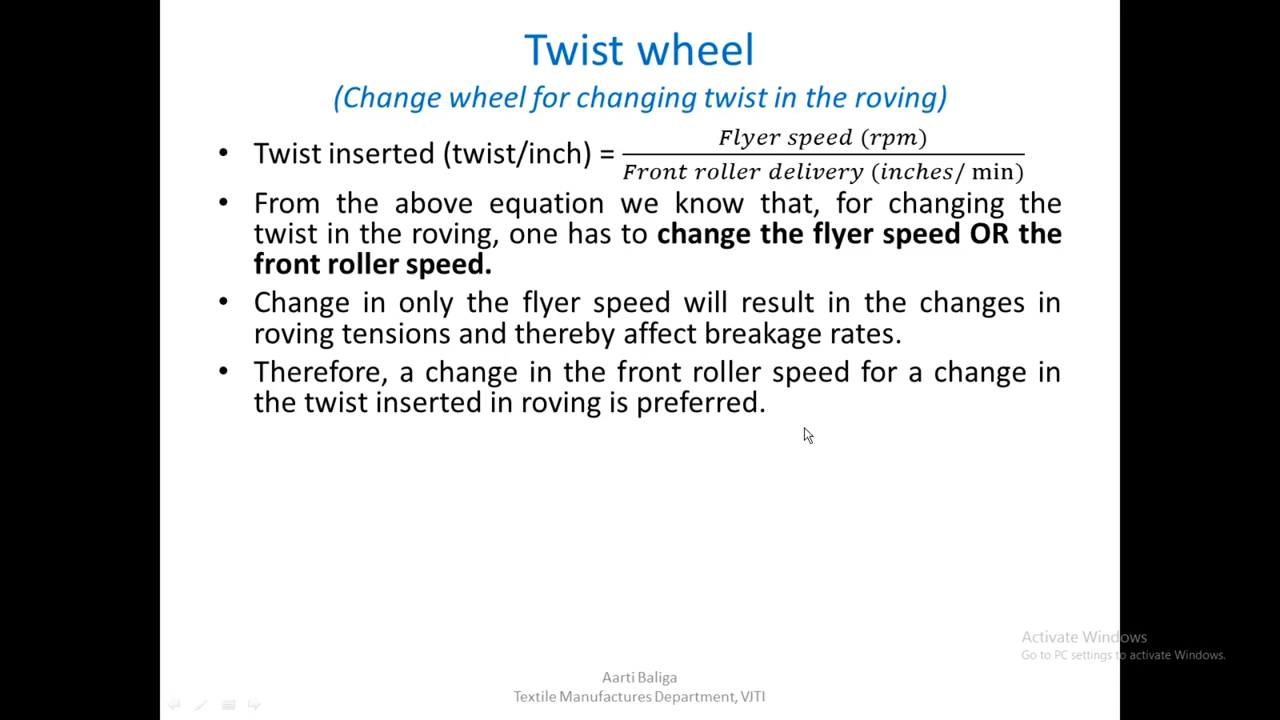 Twist wheel
(Change wheel for changing twist in the roving)
• Twist inserted (twist/inch) = Flyer speed (rpm) / Front roller delivery (inches/ min)
• From the above equation we know that, for changing the
twist in the roving, one has to change the flyer speed OR the
front roller speed.
• Change in only the flyer speed will result in the changes in
roving tensions and thereby affect breakage rates.
• Therefore, a change in the front roller speed for a change in
the twist inserted in roving is preferred.
Activate Windows
Go to PC settings to activate Windows.
Aarti Baliga
Textile Manufactures Department, VJTI